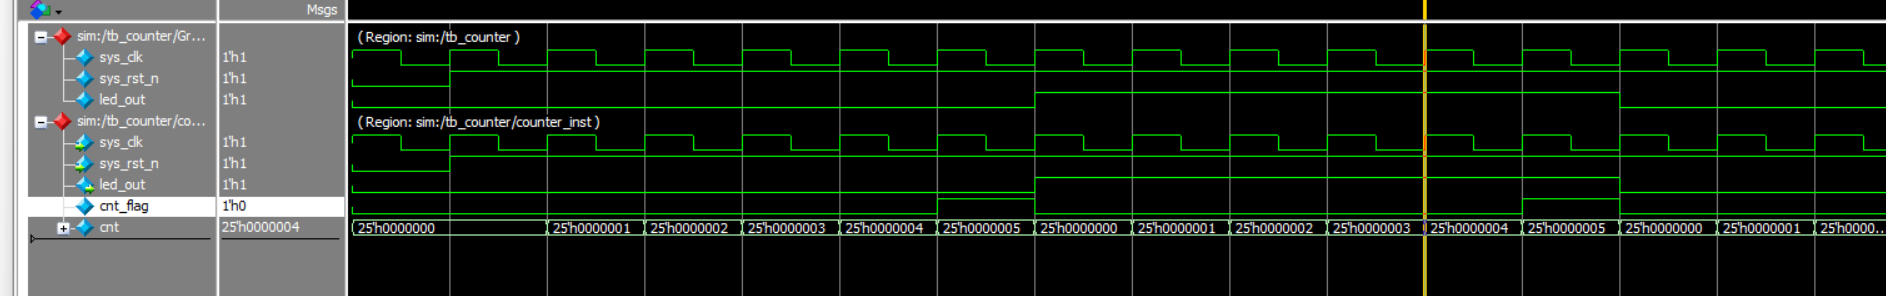 Msgs
sim:/tb_counter/Gr...
(Region: sim:/tb_counter )
sys_clk 1'h1
sys_rst_n 1'h1
led_out 1'h1
sim:/tb_counter/co...
(Region: sim:/tb_counter/counter_inst )
sys_clk 1'h1
sys_rst_n 1'h1
led_out 1'h1
cnt_flag 1'h0
cnt 25'h0000004 25'h0000000 25'h0000001 25'h0000002 25'h0000003 25'h0000004 25'h0000005 25'h0000000 25'h0000001 25'h0000002 25'h0000003 25'h0000004 25'h0000005 25'h0000000 25'h0000001 25'h0000...